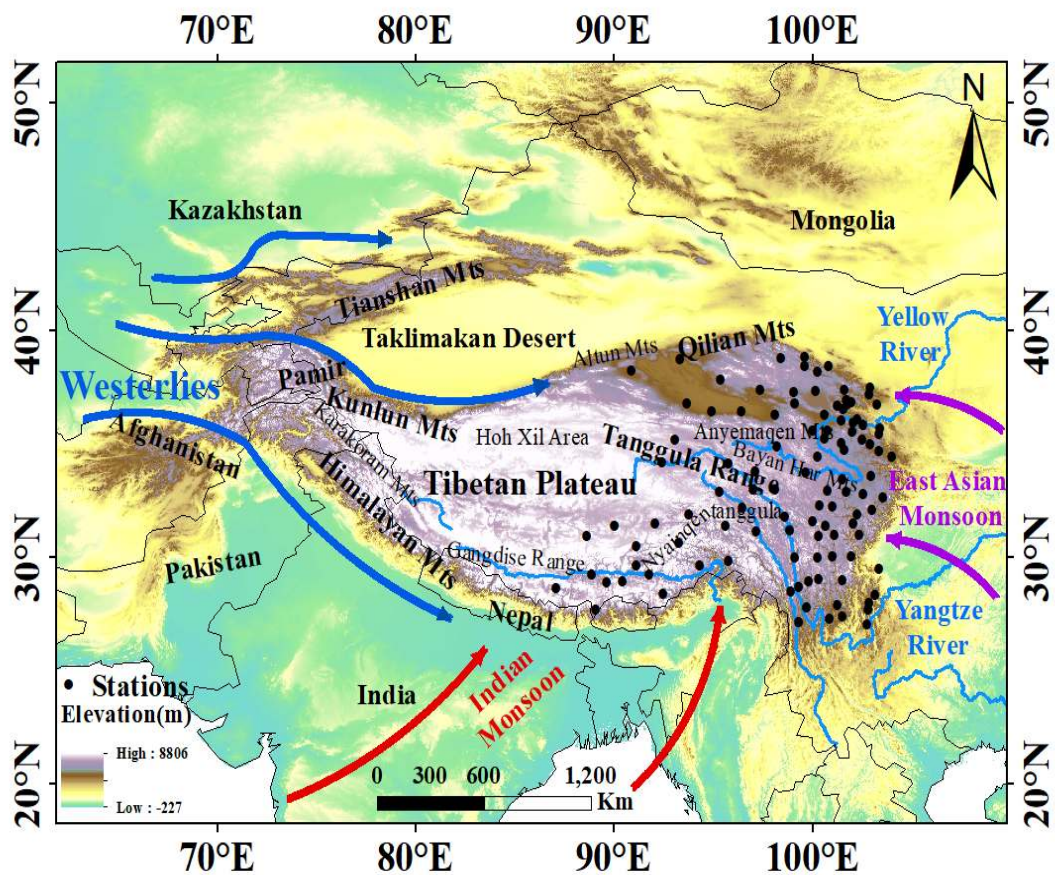 70°E 80°E 90°E 100°E
50°N
50°N
N
Kazakhstan
Mongolia
Tianshan Mts
40°N
40°N
Yellow
River
Taklimakan Desert
Altun Mts
Qilian Mts
Westerlies
Pamir
Kunlun Mts
Afghanistan
Karakoram Mts
Hoh Xil Area
Anyemaqen Mts
Tanggula Range
Bayan Har Mts
Tibetan Plateau
Himalayan Mts
East Asian
Monsoon
Nyainqen
tanggula
Gangdise Range
30°N
30°N
Pakistan
Nepal
Yangtze
River
Stations
Elevation(m)
High : 8806
Low : -227
India
Indian
Monsoon
0 300 600 1,200
Km
20°N
20°N
70°E 80°E 90°E 100°E